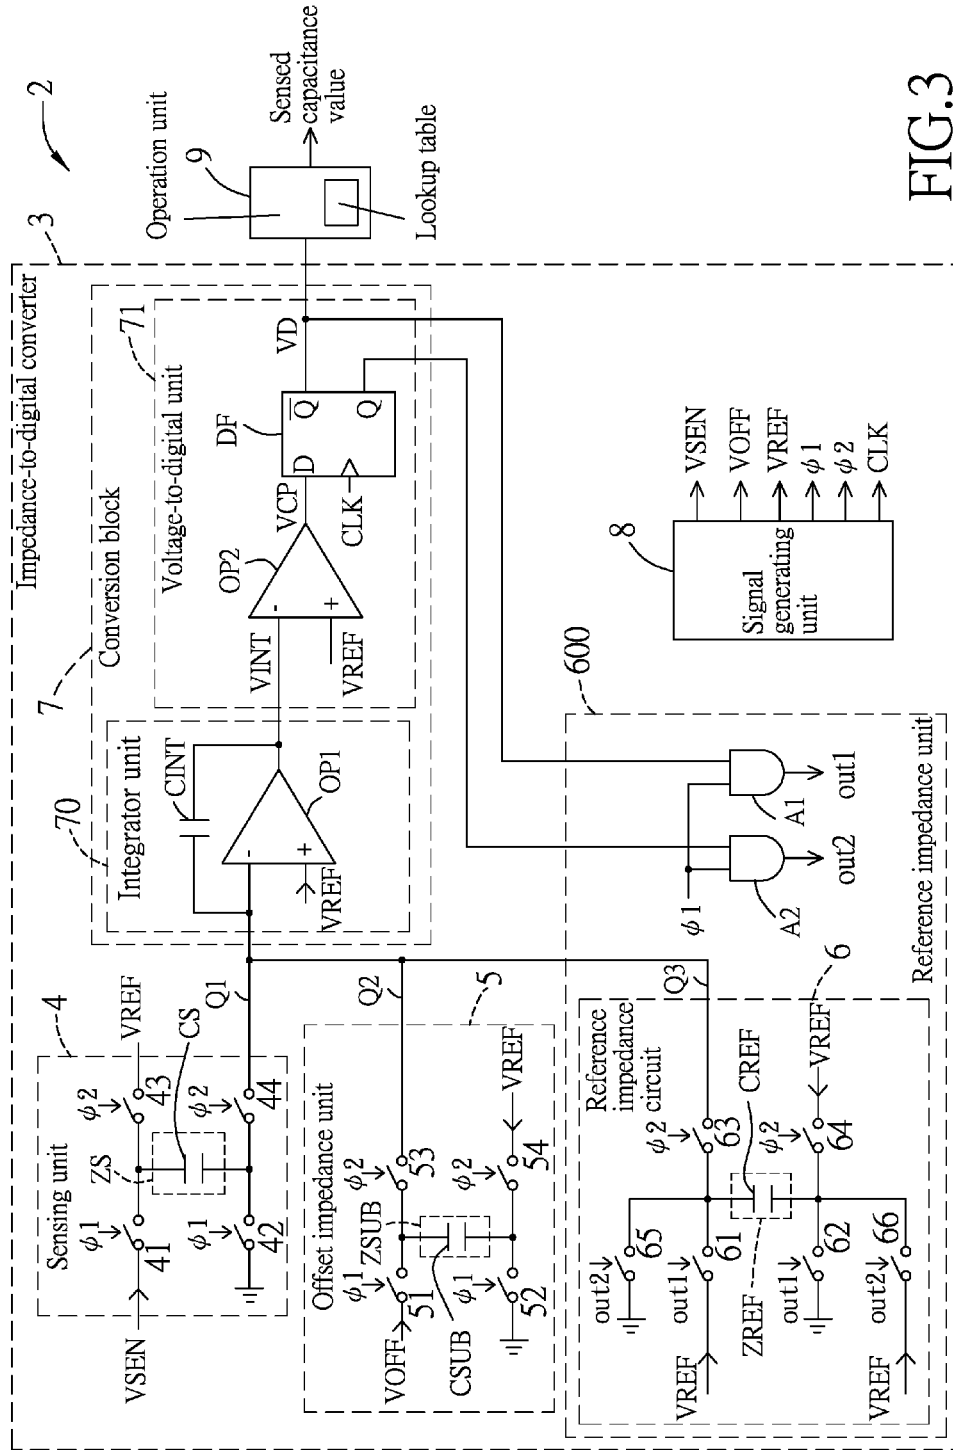 FIG.3
2
3
Impedance-to-digital converter
Operation unit
9
Sensed
capacitance
value
Lookup table
7
Conversion block
70
Integrator unit
CINT
OP1
-
+
VREF
71
Voltage-to-digital unit
VINT
OP2
-
+
VREF
VCP
DF
D
Q
Q
CLK
VD
4
Sensing unit
VSEN
VREF
ϕ1
41
ϕ2
43
ZS
CS
ϕ1
42
ϕ2
44
Q1
5
Offset impedance unit
VOFF
ϕ1
51
ϕ2
53
ZSUB
CSUB
ϕ1
52
ϕ2
54
VREF
Q2
600
Reference impedance unit
6
Reference
impedance
circuit
out2
65
out1
61
VREF
ϕ2
63
Q3
CREF
ZREF
out1
62
ϕ2
64
VREF
out2
66
VREF
ϕ1
A1
out1
A2
out2
8
Signal
generating
unit
VSEN
VOFF
VREF
ϕ1
ϕ2
CLK